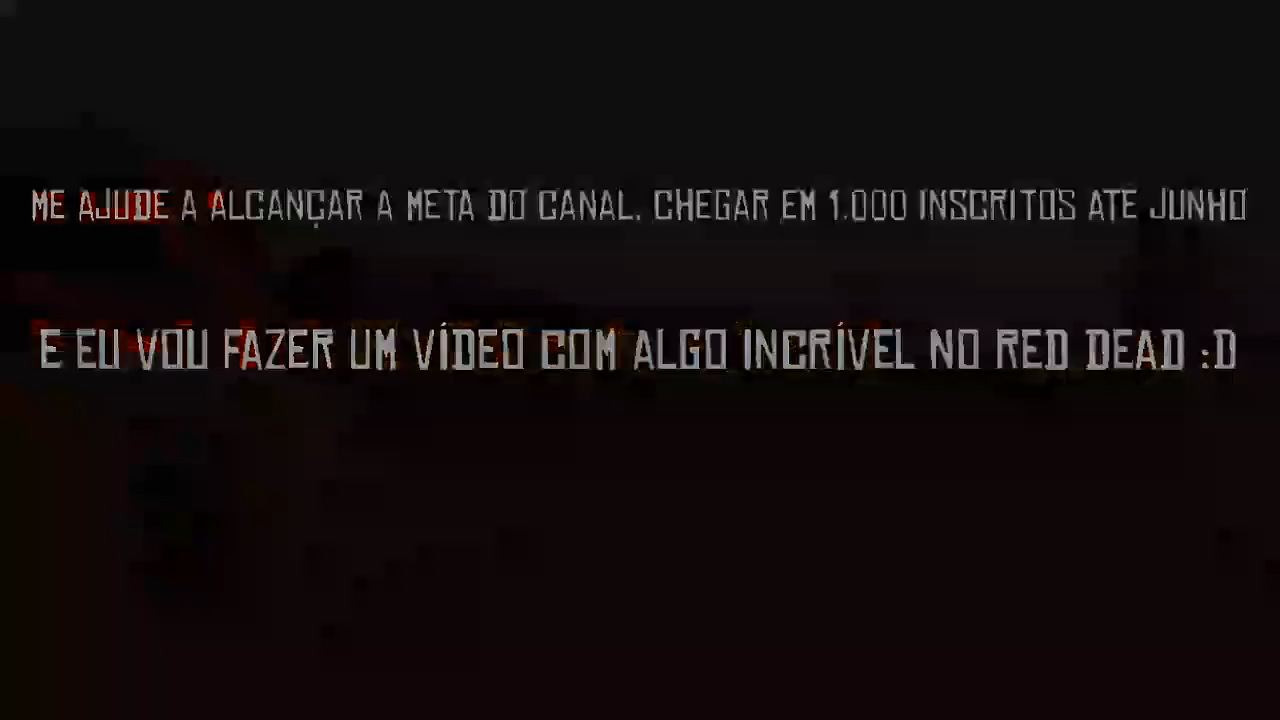 ME AJUDE A ALCANÇAR A META DO CANAL. CHEGAR EM 1.000 INSCRITOS ATE JUNHO
E EU VOU FAZER UM VÍDEO COM ALGO INCRÍVEL NO RED DEAD :D